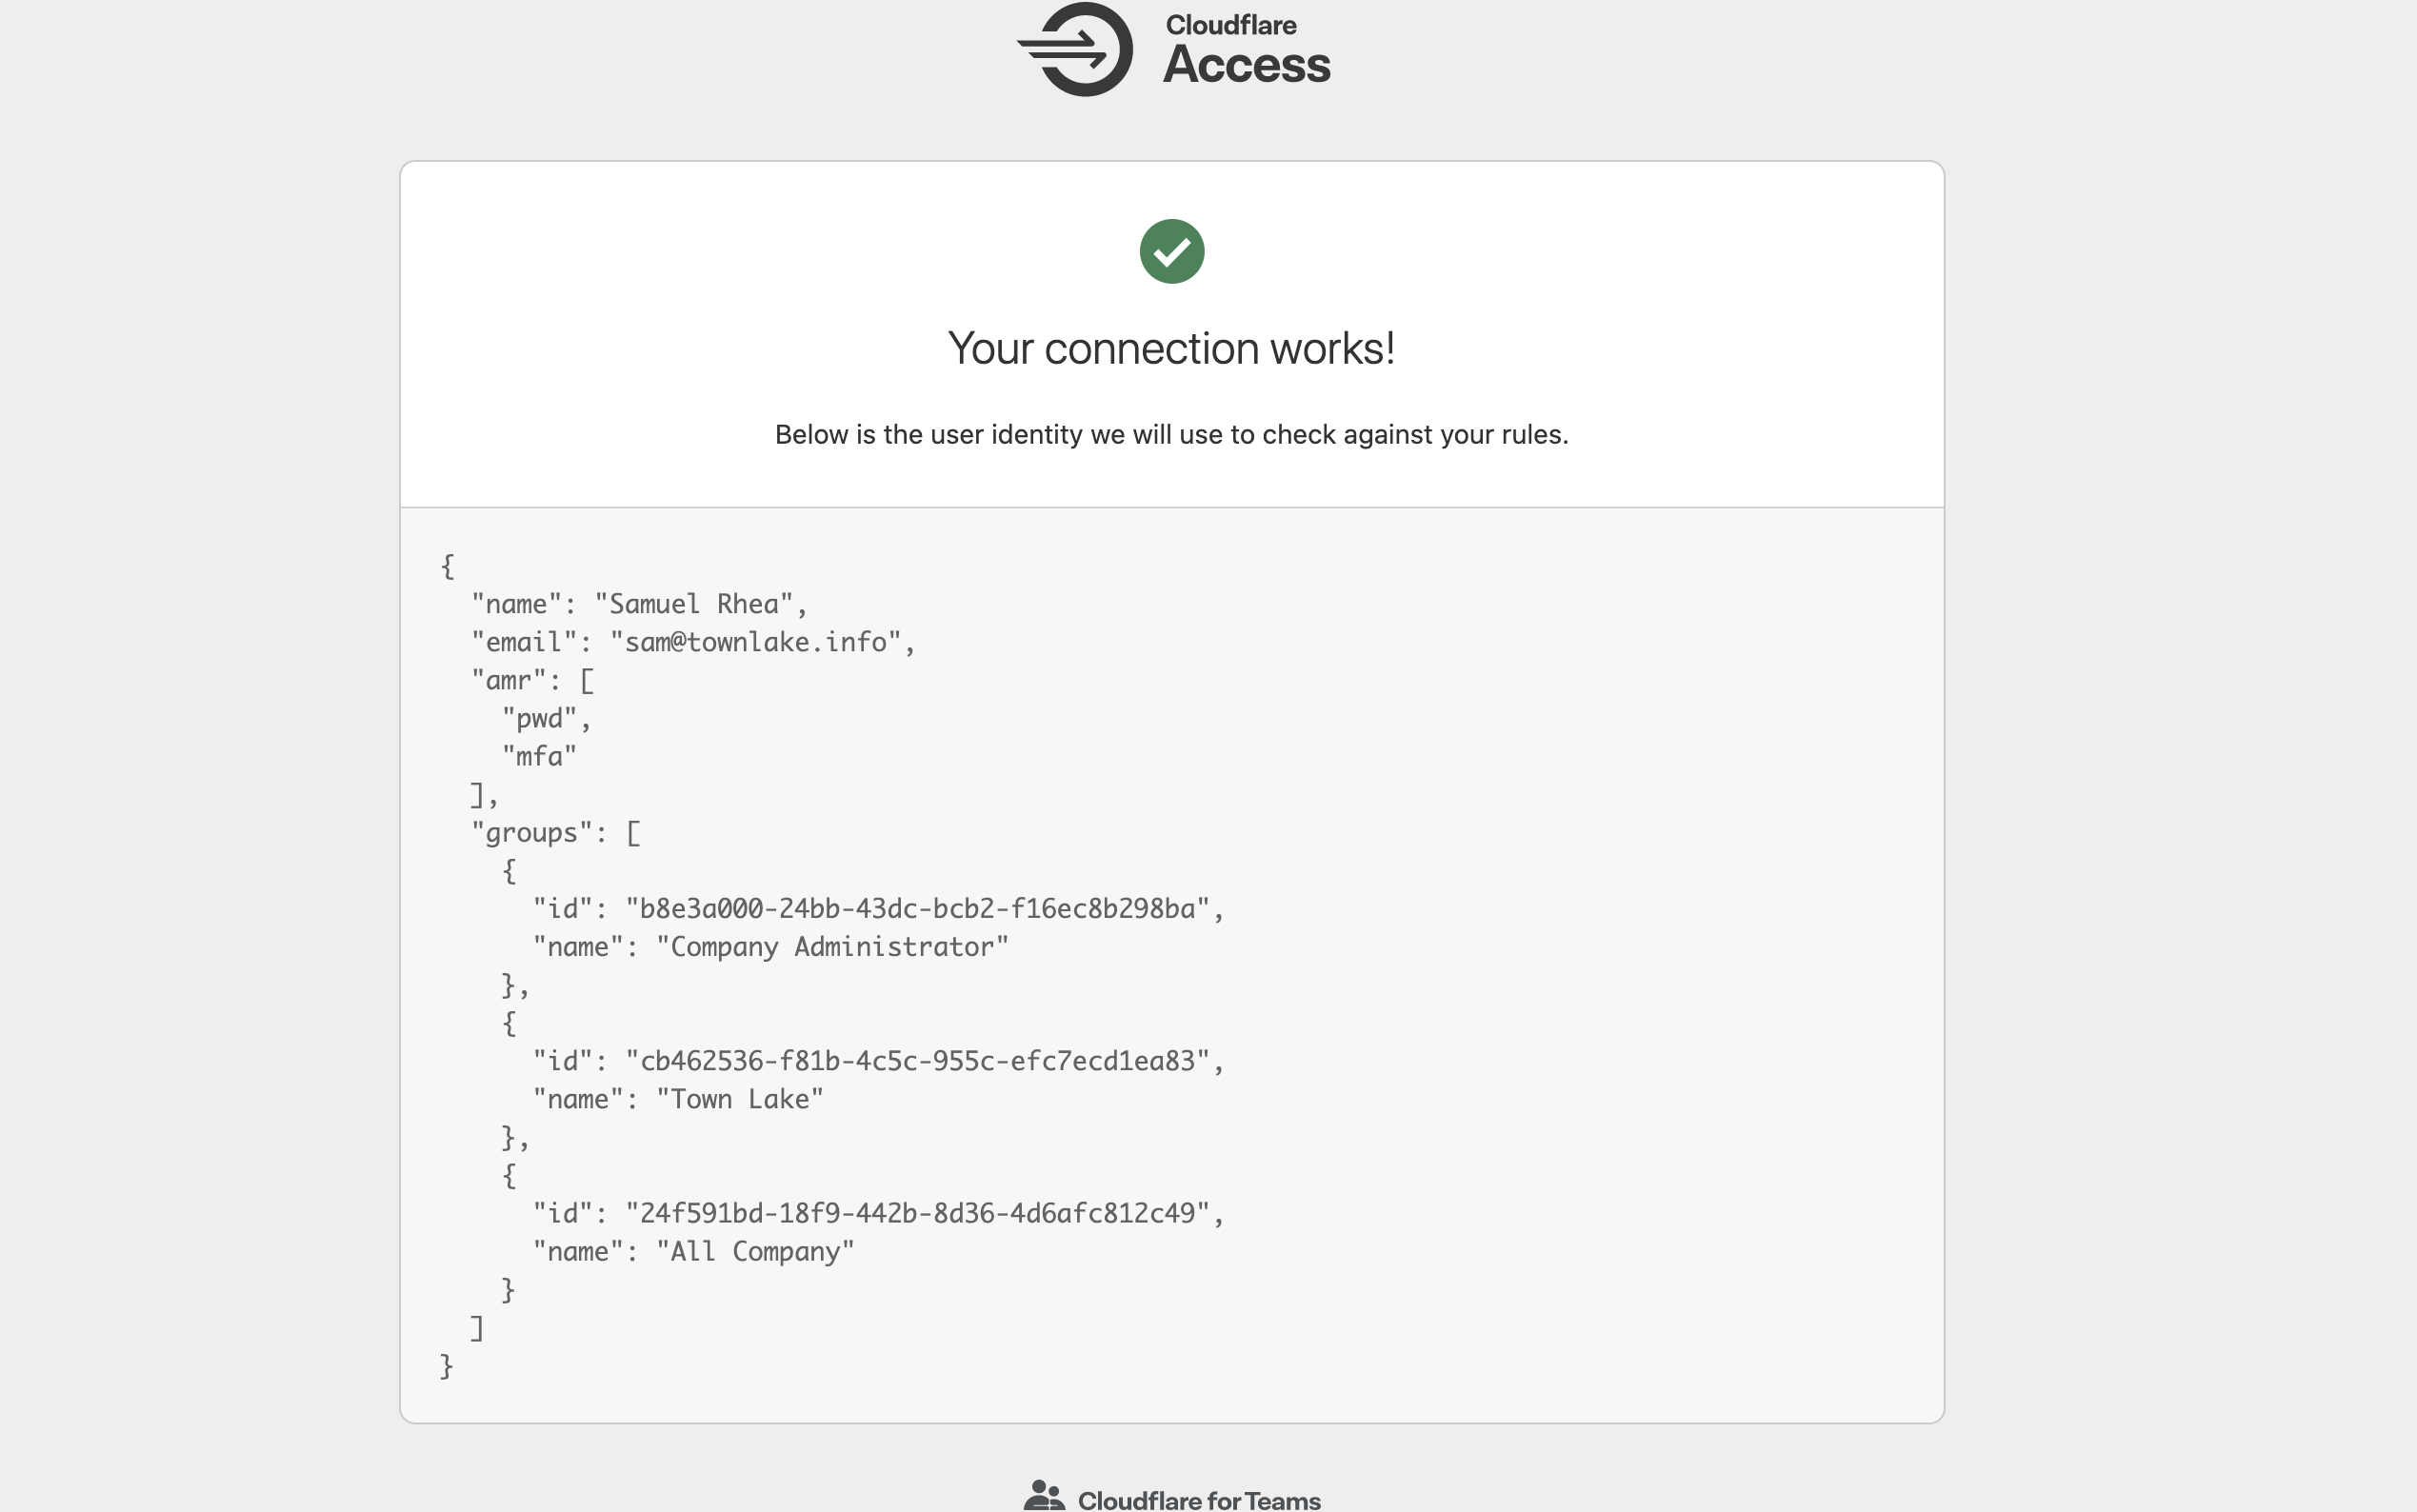 Cloudflare
Access
Your connection works!
Below is the user identity we will use to check against your rules.
{
  "name": "Samuel Rhea",
  "email": "sam@townlake.info",
  "amr": [
    "pwd",
    "mfa"
  ],
  "groups": [
    {
      "id": "b8e3a000-24bb-43dc-bcb2-f16ec8b298ba",
      "name": "Company Administrator"
    },
    {
      "id": "cb462536-f81b-4c5c-955c-efc7ecd1ea83",
      "name": "Town Lake"
    },
    {
      "id": "24f591bd-18f9-442b-8d36-4d6afc812c49",
      "name": "All Company"
    }
  ]
}
Cloudflare for Teams